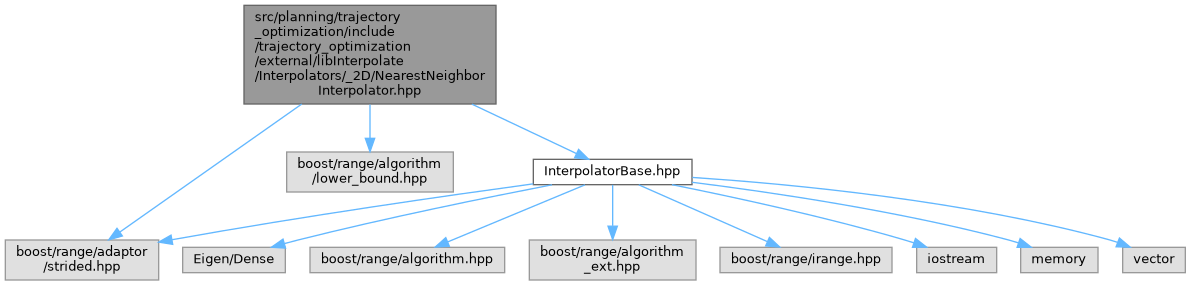 src/planning/trajectory
_optimization/include
/trajectory_optimization
/external/libInterpolate
/Interpolators/_2D/NearestNeighbor
Interpolator.hpp
boost/range/algorithm
/lower_bound.hpp
InterpolatorBase.hpp
boost/range/adaptor
/strided.hpp
Eigen/Dense
boost/range/algorithm.hpp
boost/range/algorithm
_ext.hpp
boost/range/irange.hpp
iostream
memory
vector